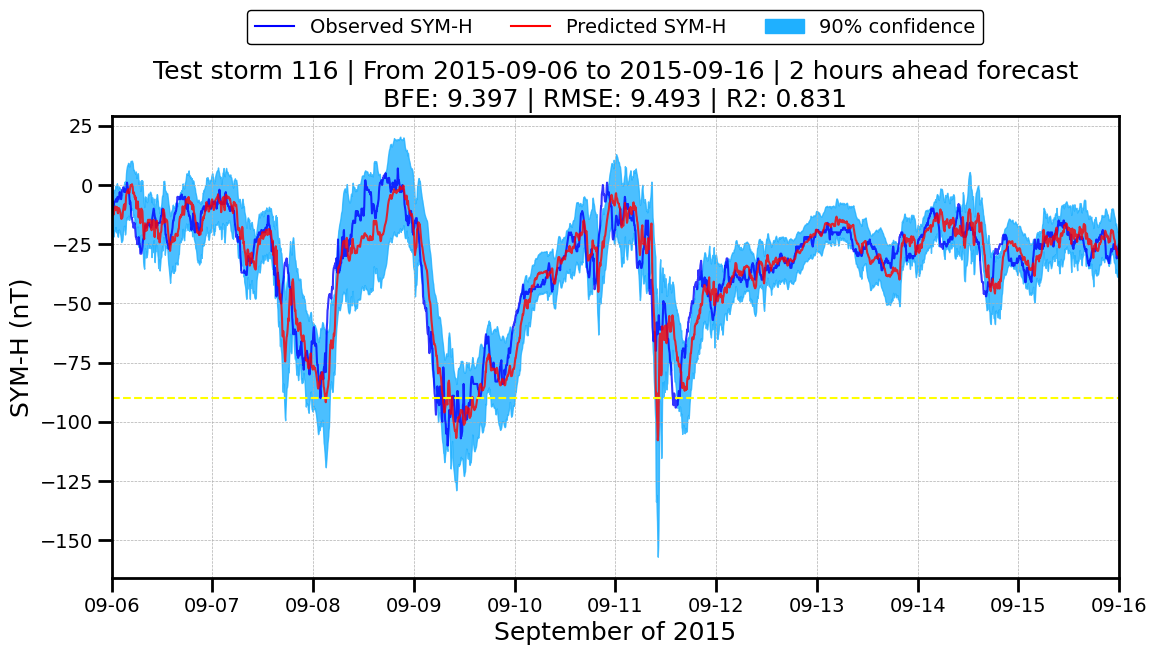 Observed SYM-H Predicted SYM-H 90% confidence
Test storm 116 | From 2015-09-06 to 2015-09-16 | 2 hours ahead forecast
BFE: 9.397 | RMSE: 9.493 | R2: 0.831
SYM-H (nT)
25
0
−25
−50
−75
−100
−125
−150
09-06 09-07 09-08 09-09 09-10 09-11 09-12 09-13 09-14 09-15 09-16
September of 2015